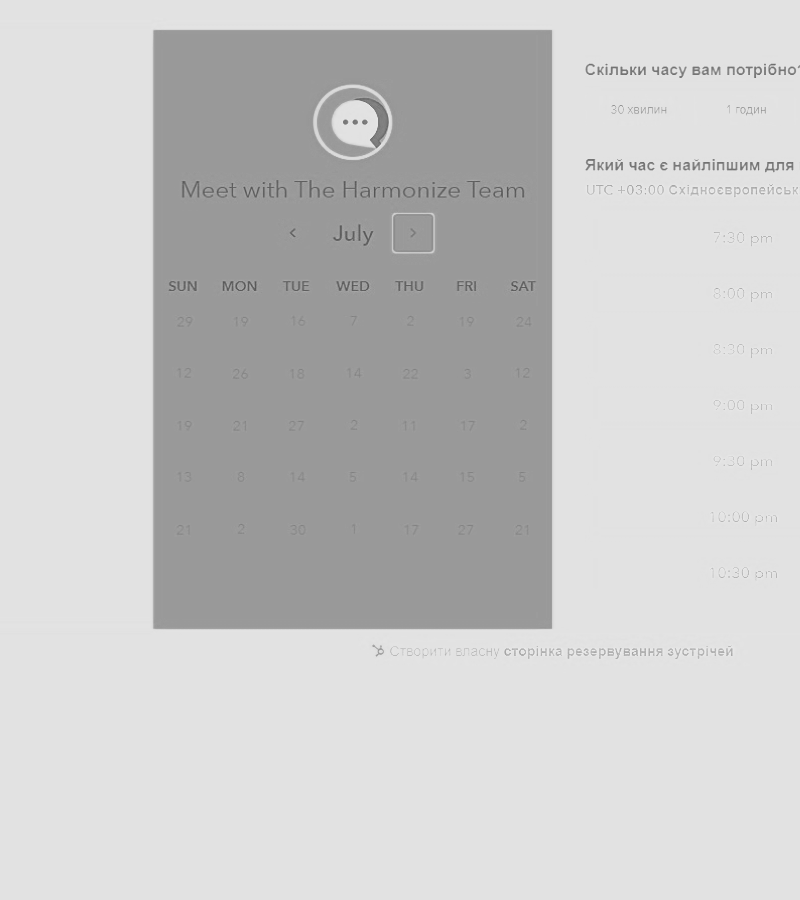 Meet with The Harmonize Team
July
SUN MON TUE WED THU FRI SAT
29 19 16 7 2 19 24
12 26 18 14 22 3 12
19 21 27 2 11 17 2
13 8 14 5 14 15 5
21 2 30 1 17 27 21
Скільки часу вам потрібно?
30 хвилин 1 годин
Який час є найліпшим для
UTC +03:00
7:30 pm
8:00 pm
8:30 pm
9:00 pm
9:30 pm
10:00 pm
10:30 pm
Створити власну сторінка резервування зустрічей